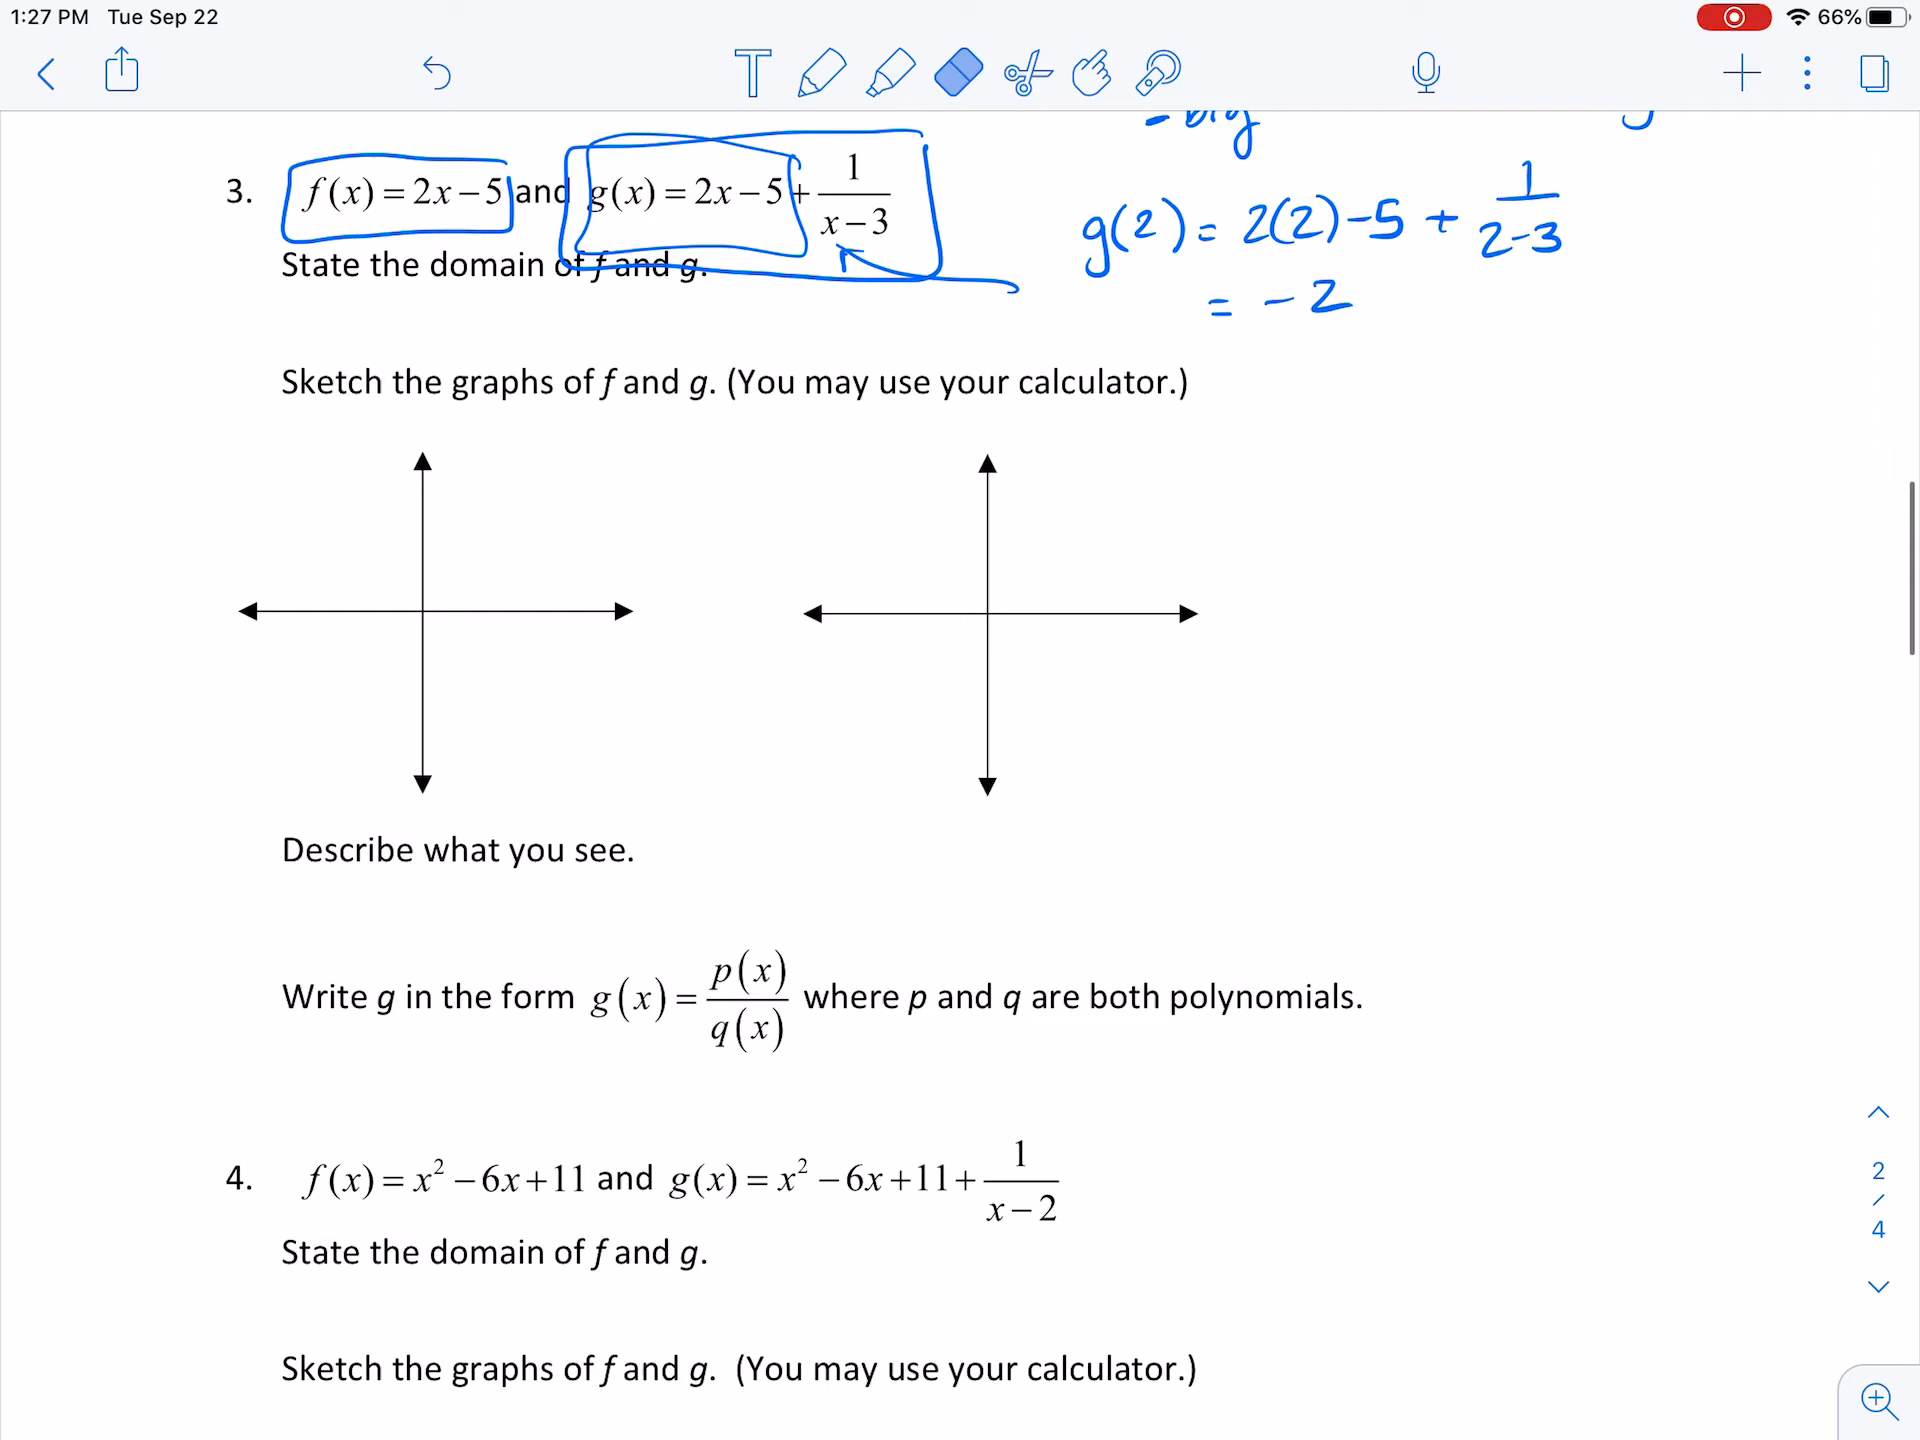 1:27 PM Tue Sep 22
66%
T
- big
3. f(x) = 2x − 5 and g(x) = 2x − 5 + 1/(x − 3)
g(2) = 2(2) - 5 + 1/(2-3)
= - 2
State the domain of f and g.
Sketch the graphs of f and g. (You may use your calculator.)
Describe what you see.
Write g in the form g(x) = p(x)/q(x) where p and q are both polynomials.
4. f(x) = x² − 6x + 11 and g(x) = x² − 6x + 11 + 1/(x − 2)
State the domain of f and g.
Sketch the graphs of f and g. (You may use your calculator.)
2
/
4